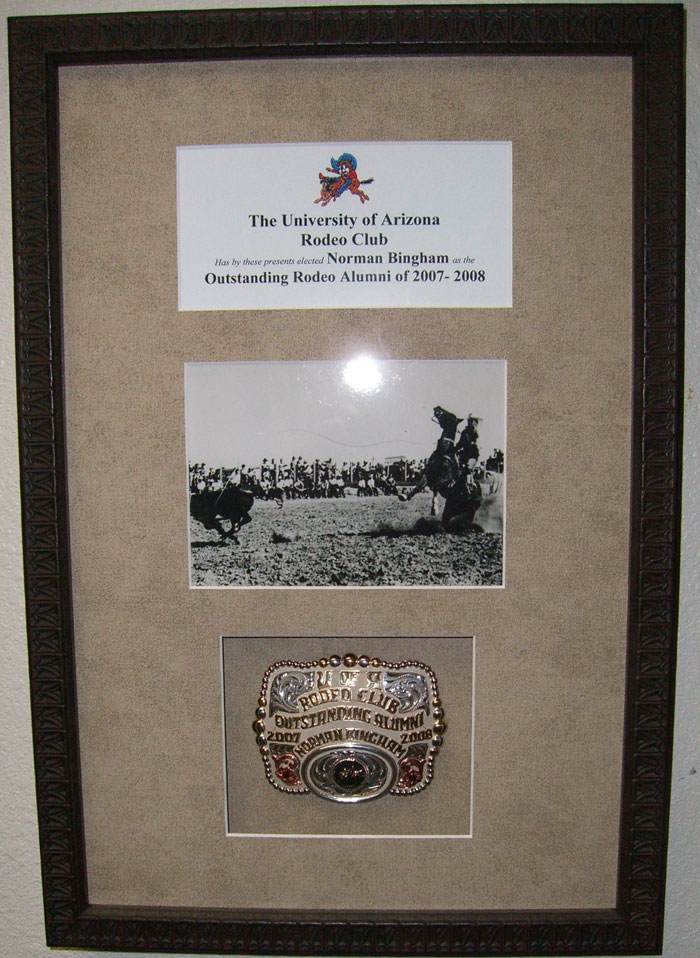 The University of Arizona
Rodeo Club
Has by these presents elected Norman Bingham as the
Outstanding Rodeo Alumni of 2007- 2008
U OF A
RODEO CLUB
OUTSTANDING ALUMNI
2007 NORMAN BINGHAM 2008